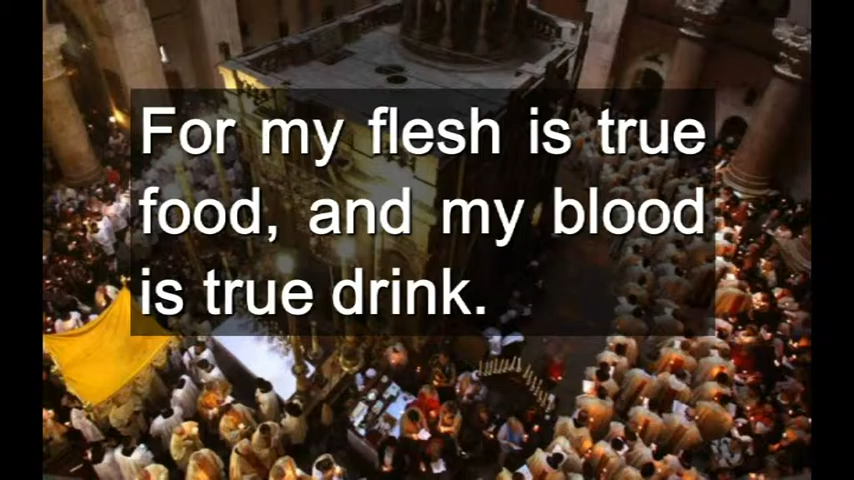 For my flesh is true
food, and my blood
is true drink.